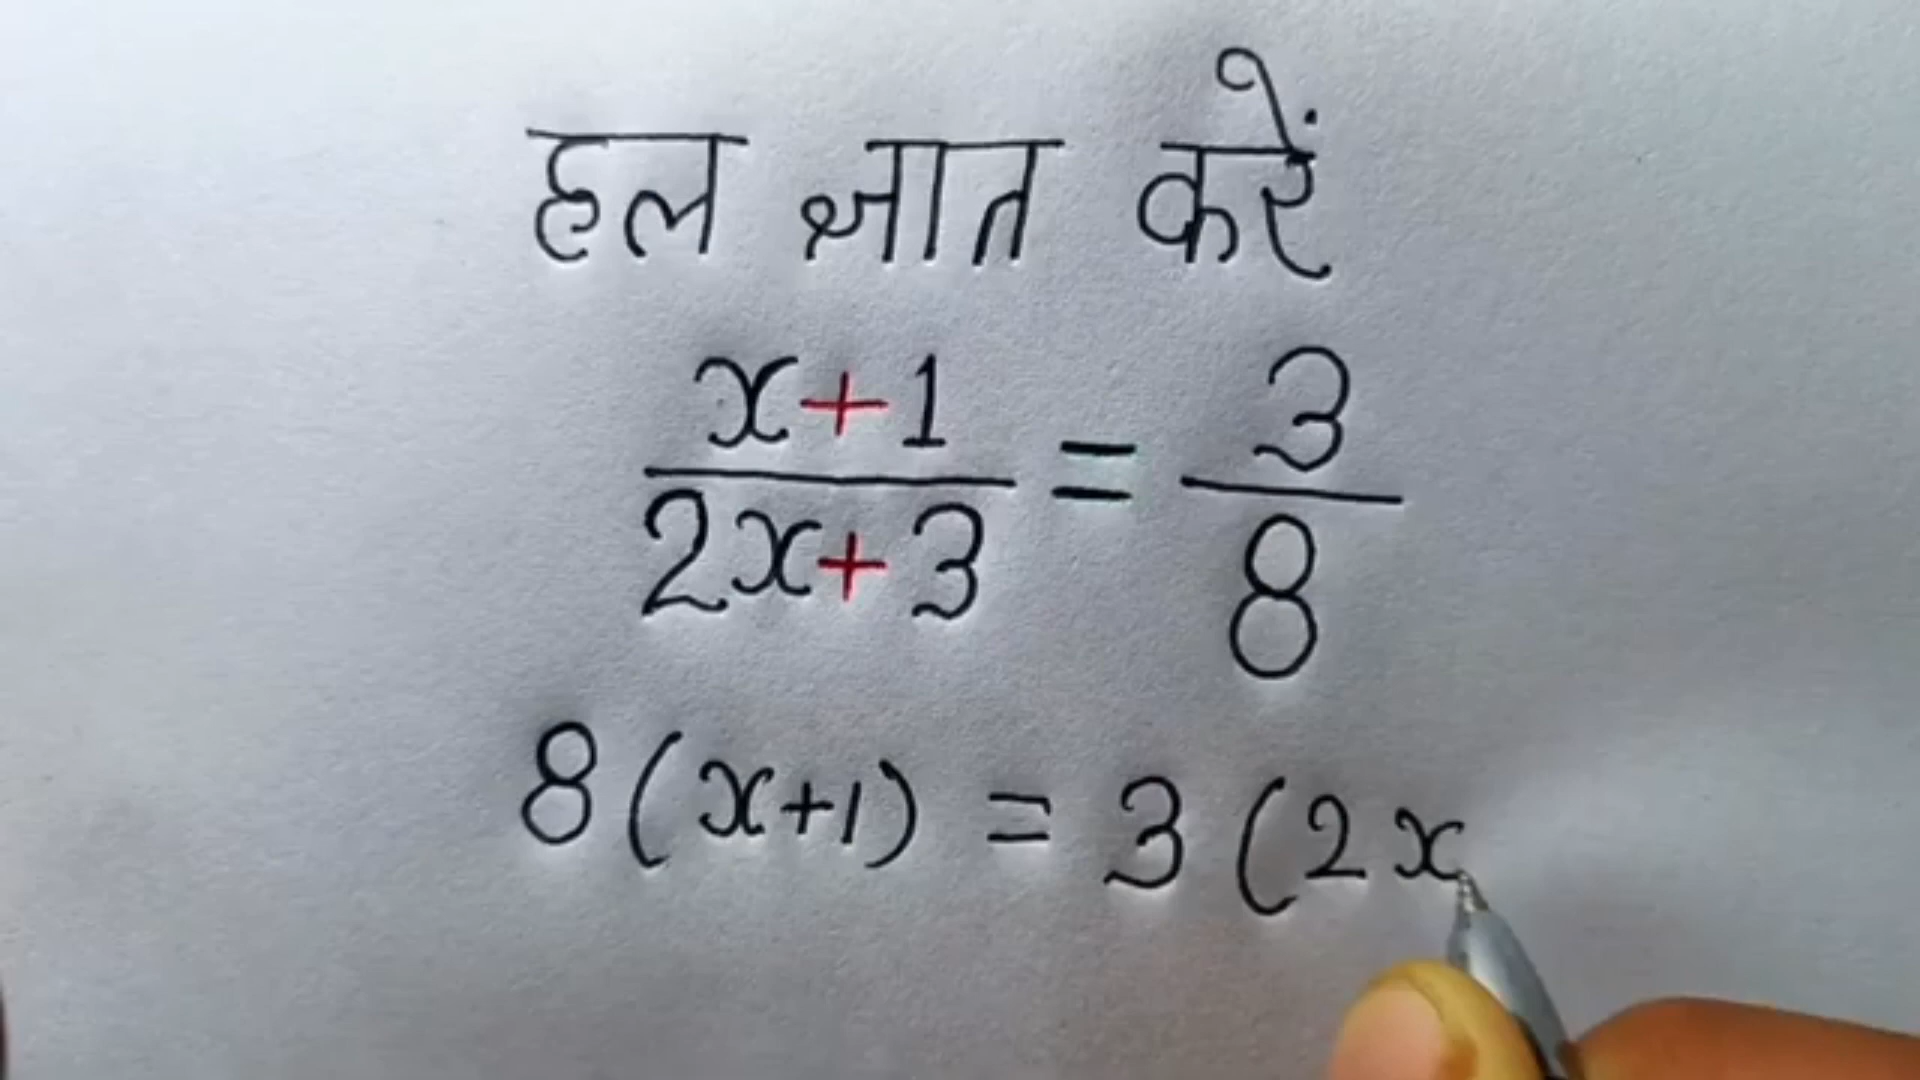 हल ज्ञात करें
x+1/2x+3 = 3/8
8(x+1) = 3(2x